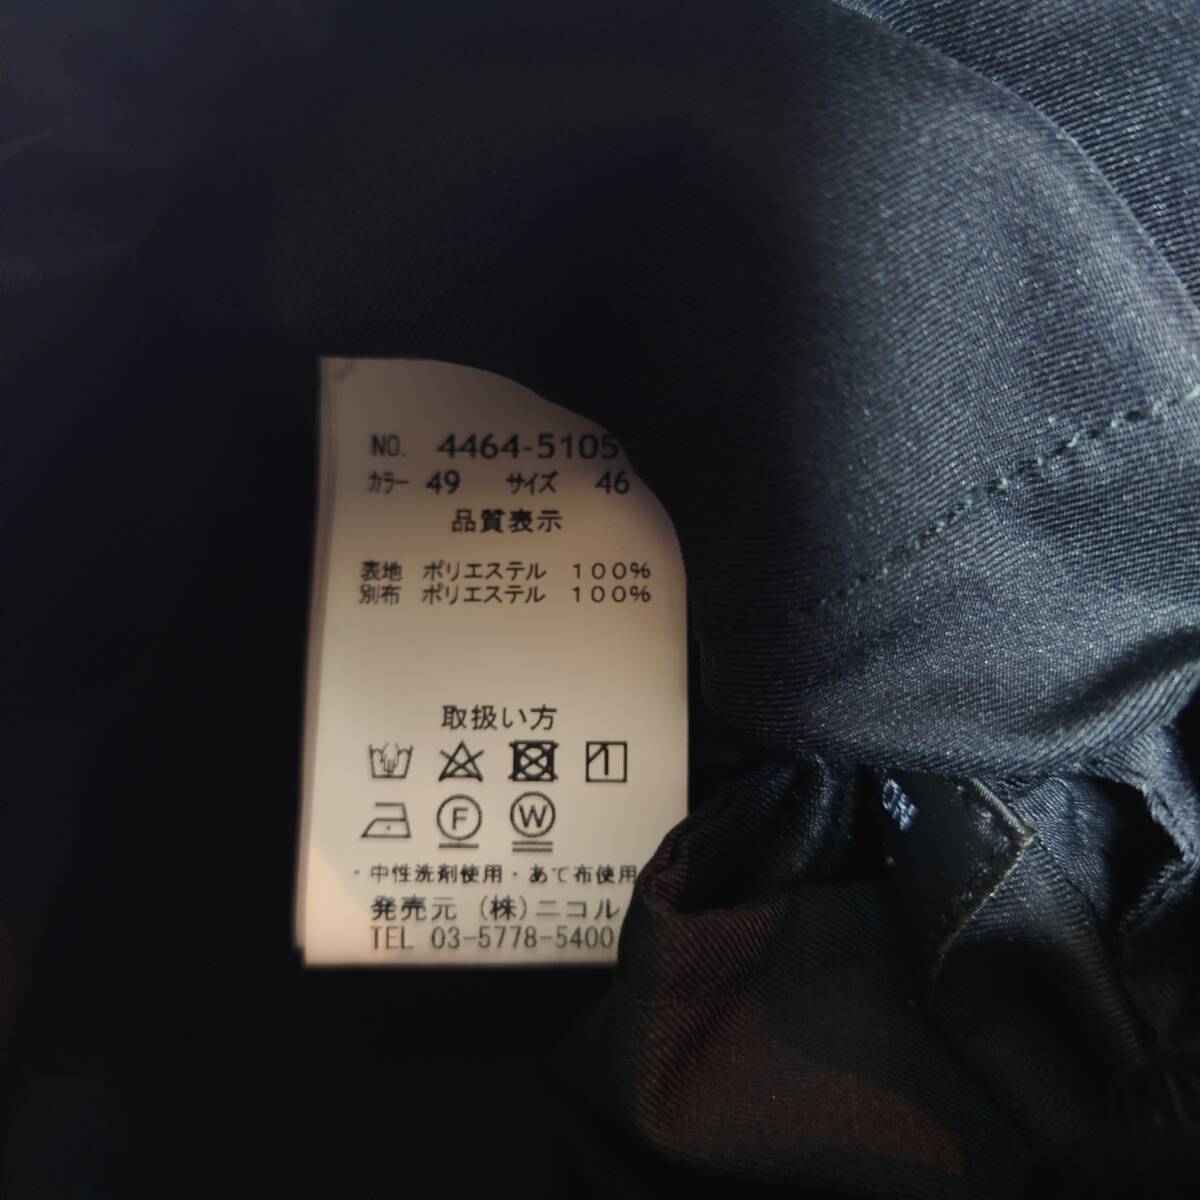 NO. 4464-5105
カラー 49 サイズ 46
品質表示
表地 ポリエステル 100%
別布 ポリエステル 100%
取扱い方
F W
・中性洗剤使用・あて布使用
発売元 (株)ニコル
TEL 03-5778-5400